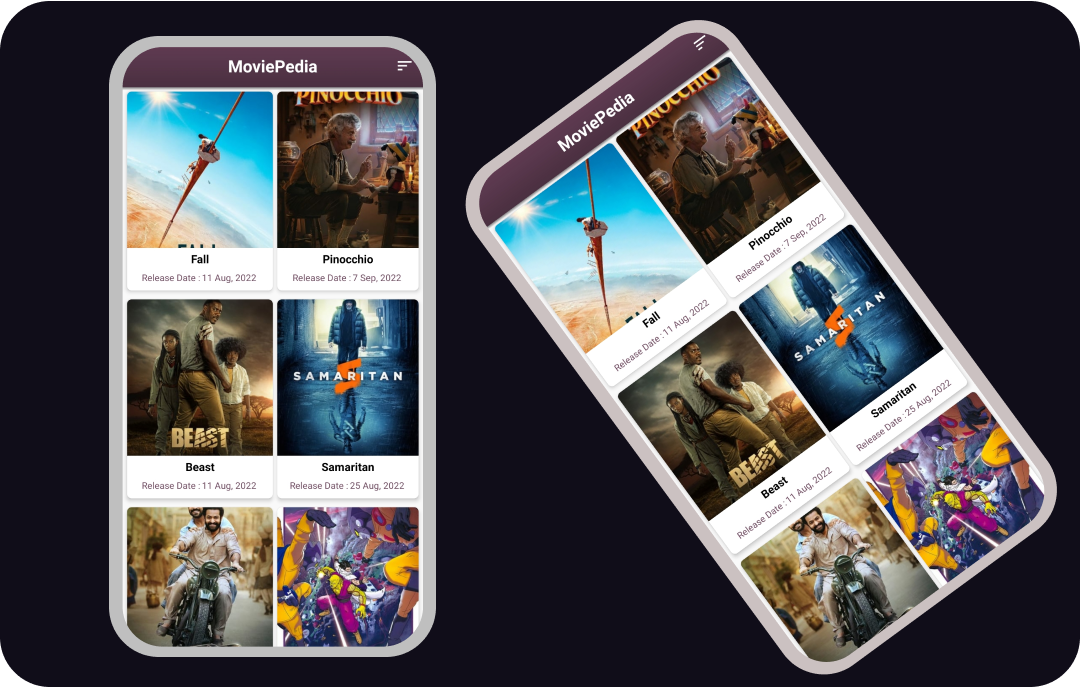 MoviePedia
PINOCCHIO
FALL
Fall
Release Date : 11 Aug, 2022
Pinocchio
Release Date : 7 Sep, 2022
BEAST
SAMARITAN
Beast
Release Date : 11 Aug, 2022
Samaritan
Release Date : 25 Aug, 2022
MoviePedia
PINOCCHIO
FALL
Fall
Release Date : 11 Aug, 2022
Pinocchio
Release Date : 7 Sep, 2022
BEAST
SAMARITAN
Beast
Release Date : 11 Aug, 2022
Samaritan
Release Date : 25 Aug, 2022